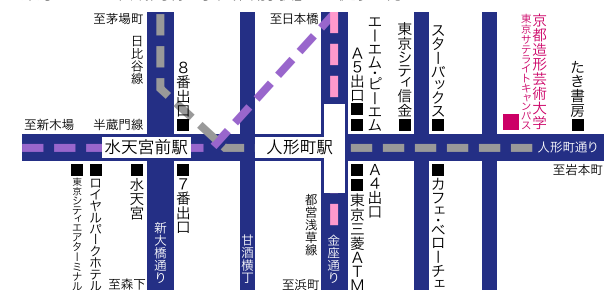 至茅場町
至日本橋
日比谷線
8番出口
A5出口
エーエム・ピーエム
東京シティ信金
スターバックス
京都造形芸術大学
東京サテライトキャンパス
たき書房
至新木場
半蔵門線
水天宮前駅
人形町駅
人形町通り
至岩本町
東京シティエアターミナル
ロイヤルパークホテル
水天宮
7番出口
新大橋通り
甘酒横丁
都営浅草線
金座通り
A4出口
東京三菱ATM
カフェ・ベローチェ
至森下
至浜町